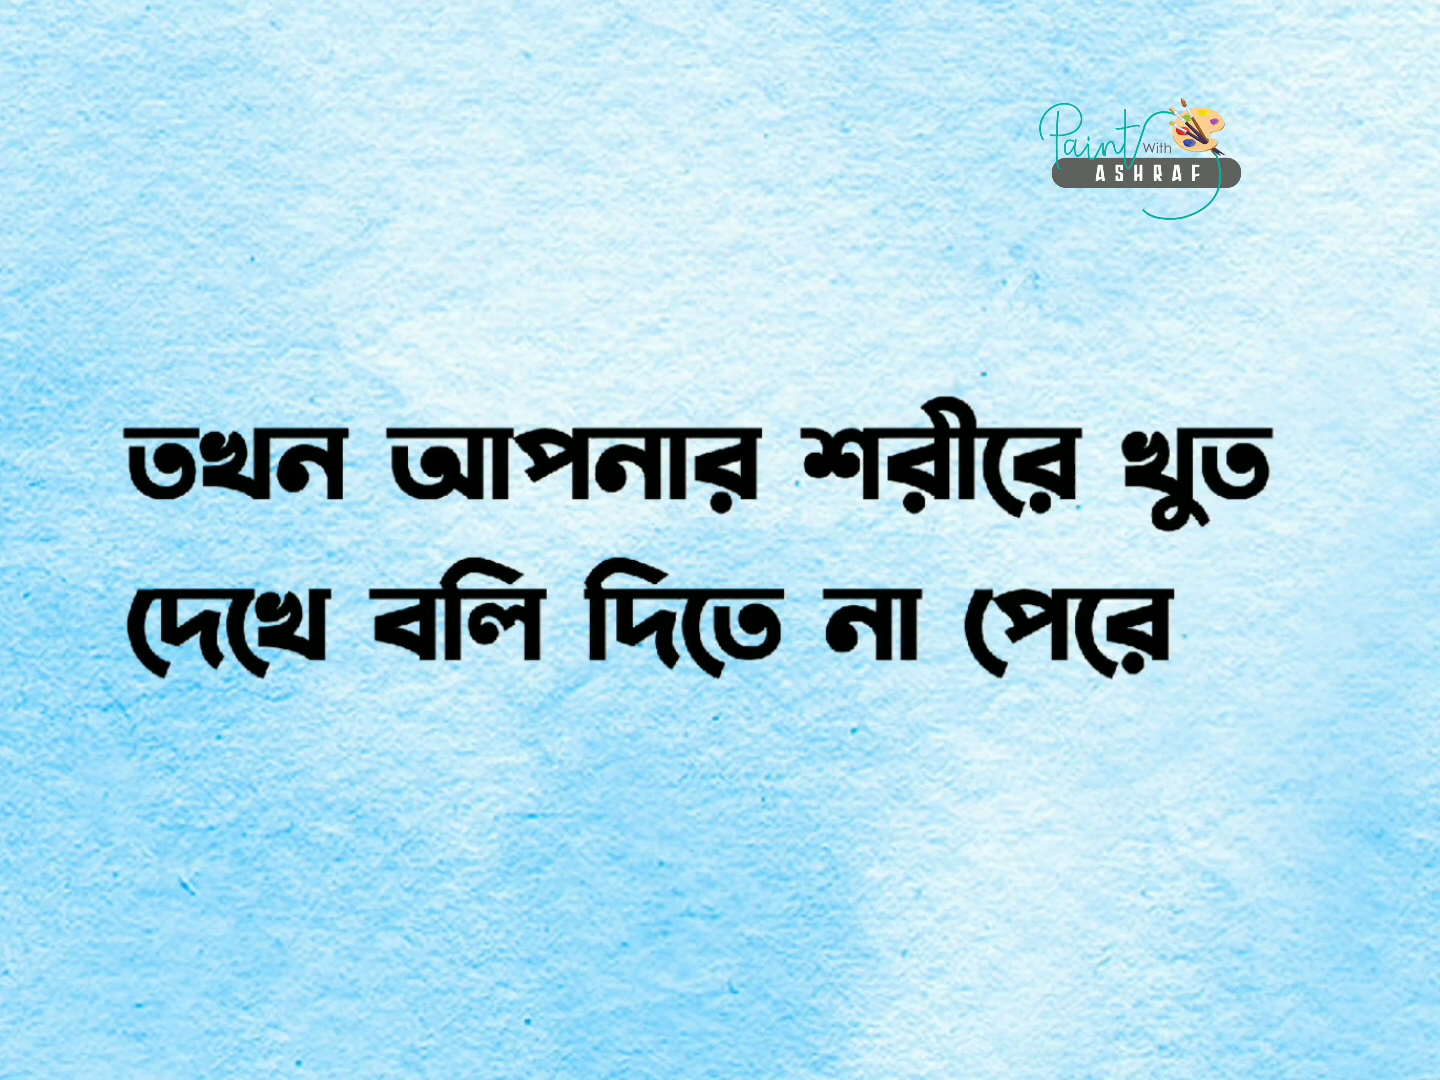 Paint With
ASHRAF
তখন আপনার শরীরে খুত
দেখে বলি দিতে না পেরে